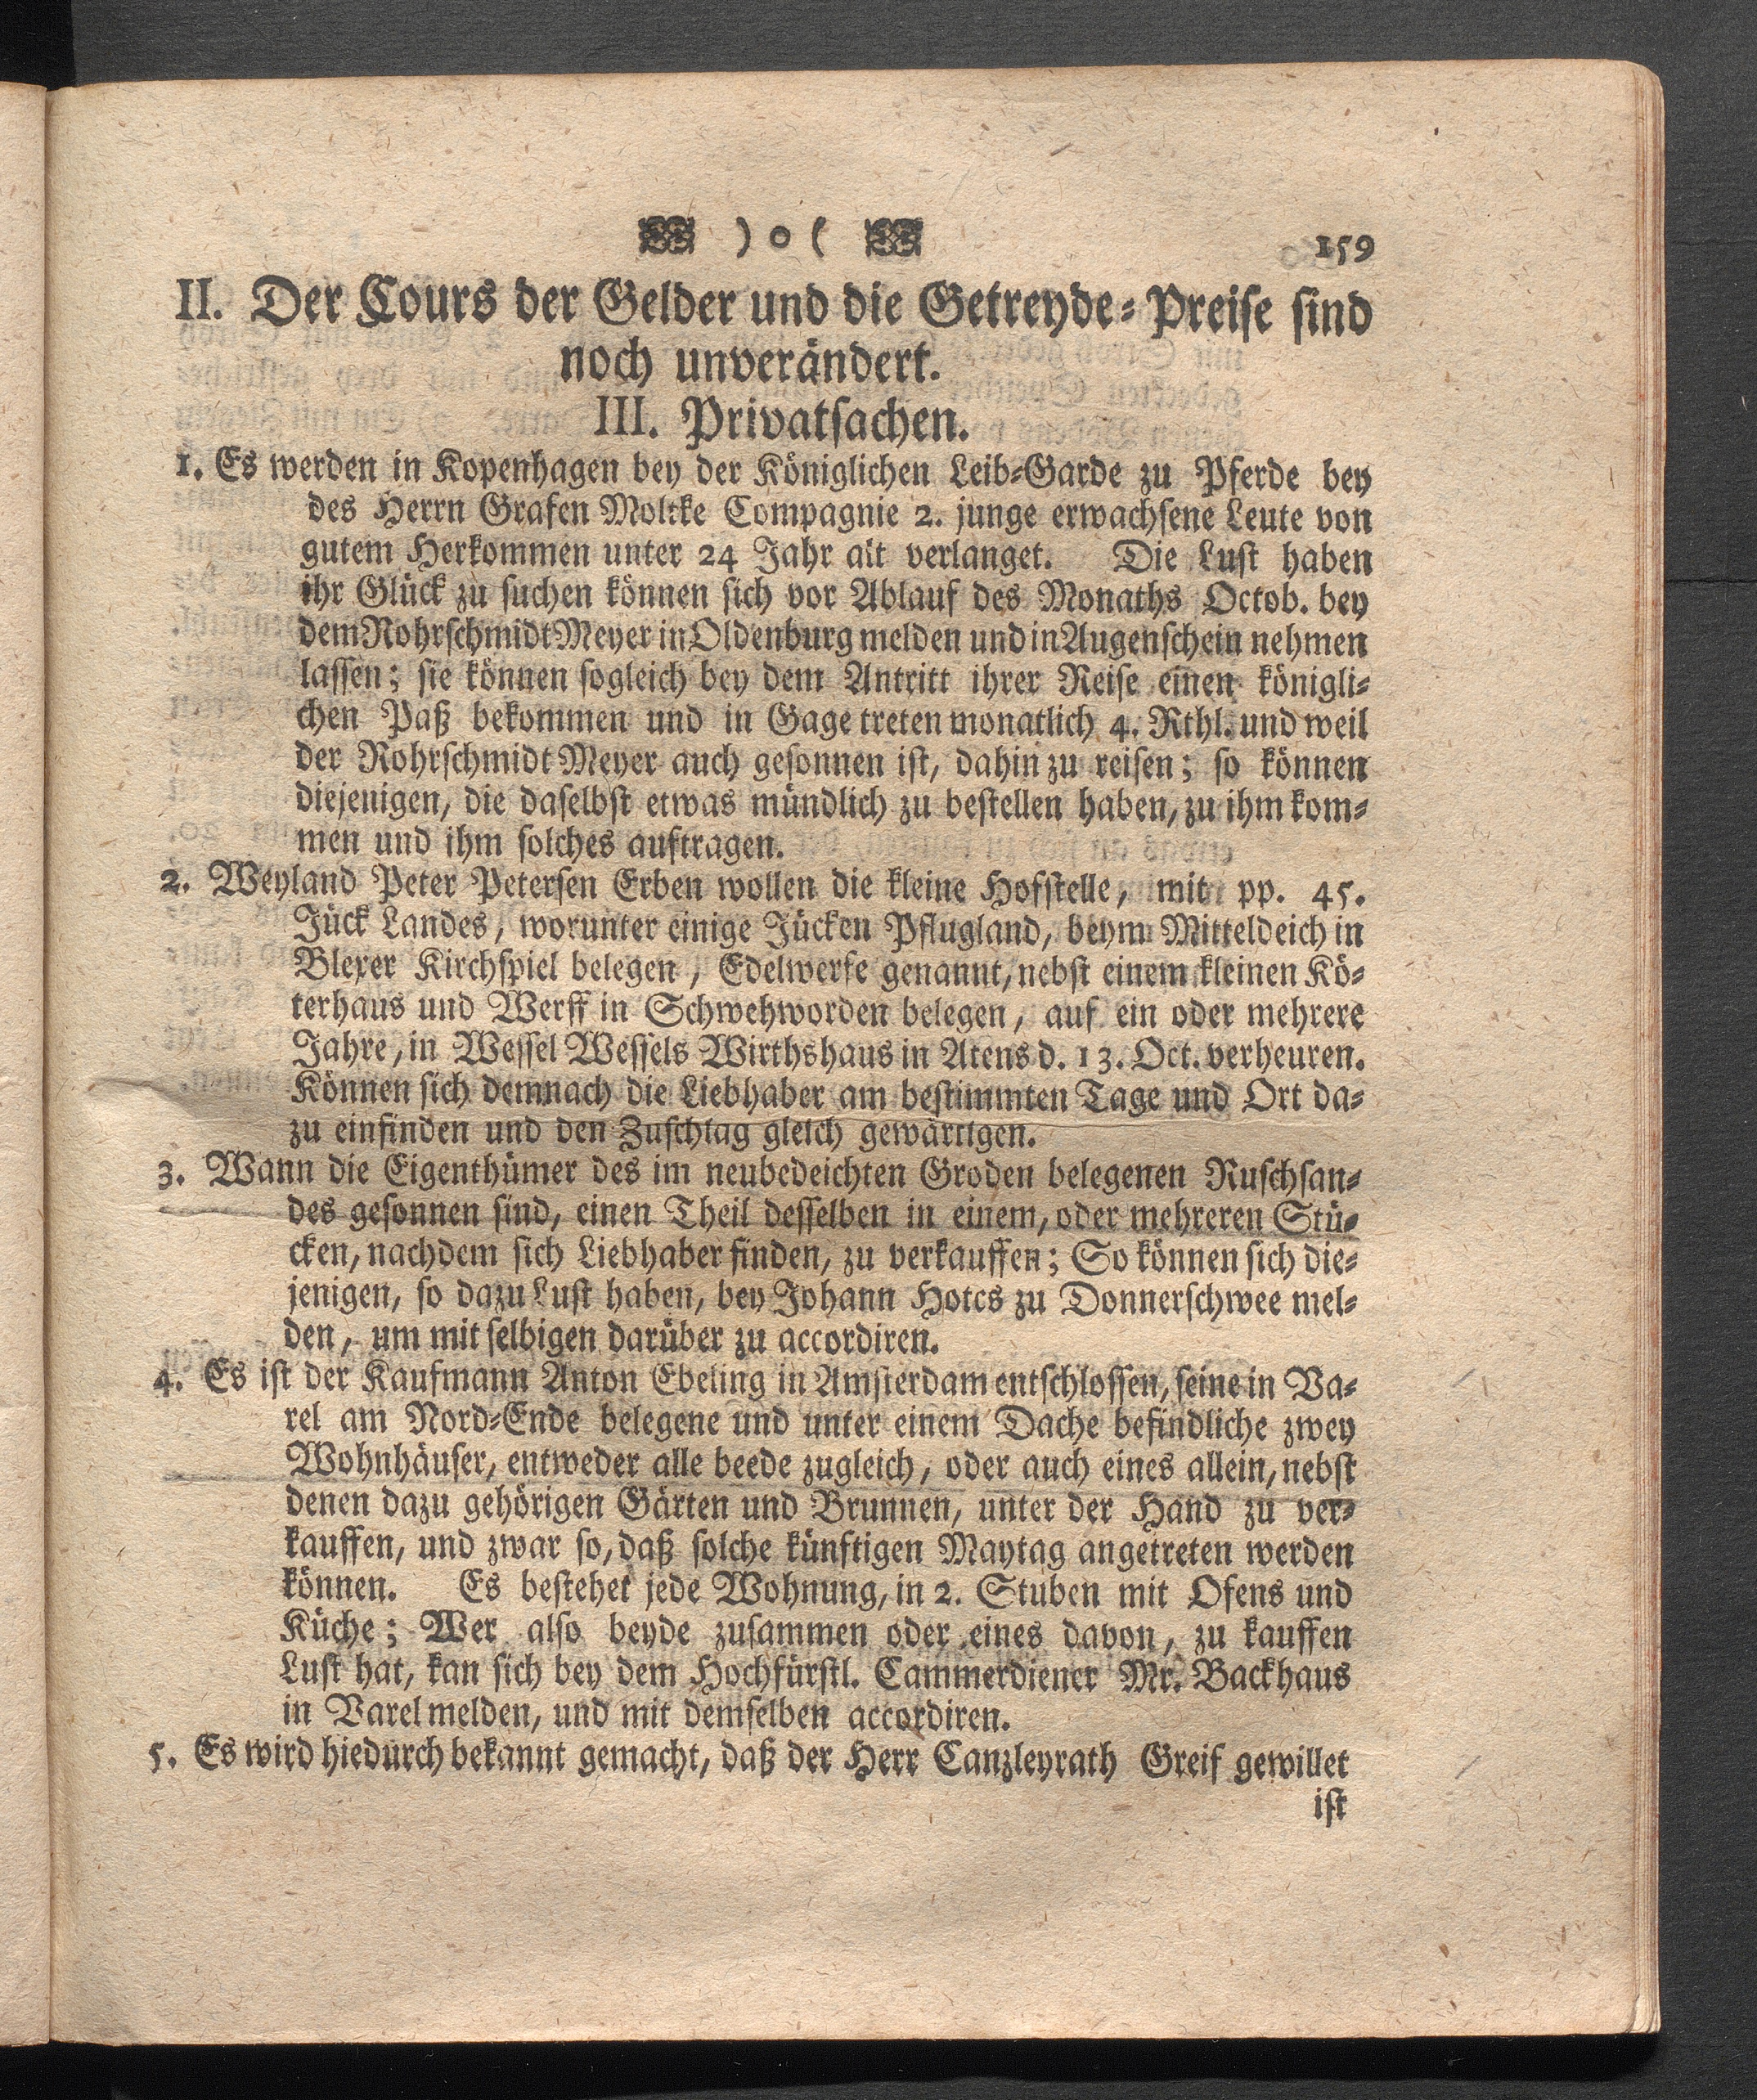 ) o ( 159
II. Der Cours der Gelder und die Getreyde-Preise sind
noch unverändert.
III. Privatsachen.
1. Es werden in Kopenhagen bey der Königlichen Leib-Garde zu Pferde bey
des Herrn Grafen Moltke Compagnie 2. junge erwachsene Leute von
gutem Herkommen unter 24 Jahr alt verlanget. Die Lust haben
ihr Glück zu suchen können sich vor Ablauf des Monaths Octob. bey
dem Rohrschmidt Meyer in Oldenburg melden und in Augenschein nehmen
lassen; sie können sogleich bey dem Antritt ihrer Reise einen königli-
chen Paß bekommen und in Gage treten monatlich 4. Rthl. und weil
der Rohrschmidt Meyer auch gesonnen ist, dahin zu reisen; so können
diejenigen, die daselbst etwas mündlich zu bestellen haben, zu ihm kom-
men und ihm solches auftragen.
2. Weyland Peter Petersen Erben wollen die kleine Hofstelle, mit pp. 45.
Jück Landes, worunter einige Jücken Pflugland, beym Mitteldeich in
Blexer Kirchspiel belegen, Edelwerfe genannt, nebst einem kleinen Kö-
terhaus und Werff in Schwehworden belegen, auf ein oder mehrere
Jahre, in Wessel Wessels Wirthshaus in Atens d. 13. Oct. verheuren.
Können sich demnach die Liebhaber am bestimmten Tage und Ort da-
zu einfinden und den Zuschlag gleich gewärtigen.
3. Wann die Eigenthümer des im neubedeichten Groden belegenen Ruschsan-
des gesonnen sind, einen Theil desselben in einem, oder mehreren Stü-
cken, nachdem sich Liebhaber finden, zu verkauffen; So können sich die-
jenigen, so dazu Lust haben, bey Johann Hotes zu Donnerschwee mel-
den, um mit selbigen darüber zu accordiren.
4. Es ist der Kaufmann Anton Ebeling in Amsterdam entschlossen, seine in Va-
rel am Nord-Ende belegene und unter einem Dache befindliche zwey
Wohnhäuser, entweder alle beede zugleich, oder auch eines allein, nebst
denen dazu gehörigen Gärten und Brunnen, unter der Hand zu ver-
kauffen, und zwar so, daß solche künftigen Maytag angetreten werden
können. Es bestehet jede Wohnung, in 2. Stuben mit Ofens und
Küche; Wer also beyde zusammen oder eines davon, zu kauffen
Lust hat, kan sich bey dem Hochfürstl. Cammerdiener Mr. Backhaus
in Varel melden, und mit demselben accordiren.
5. Es wird hiedurch bekannt gemacht, daß der Herr Canzleyrath Greif gewillet
ist